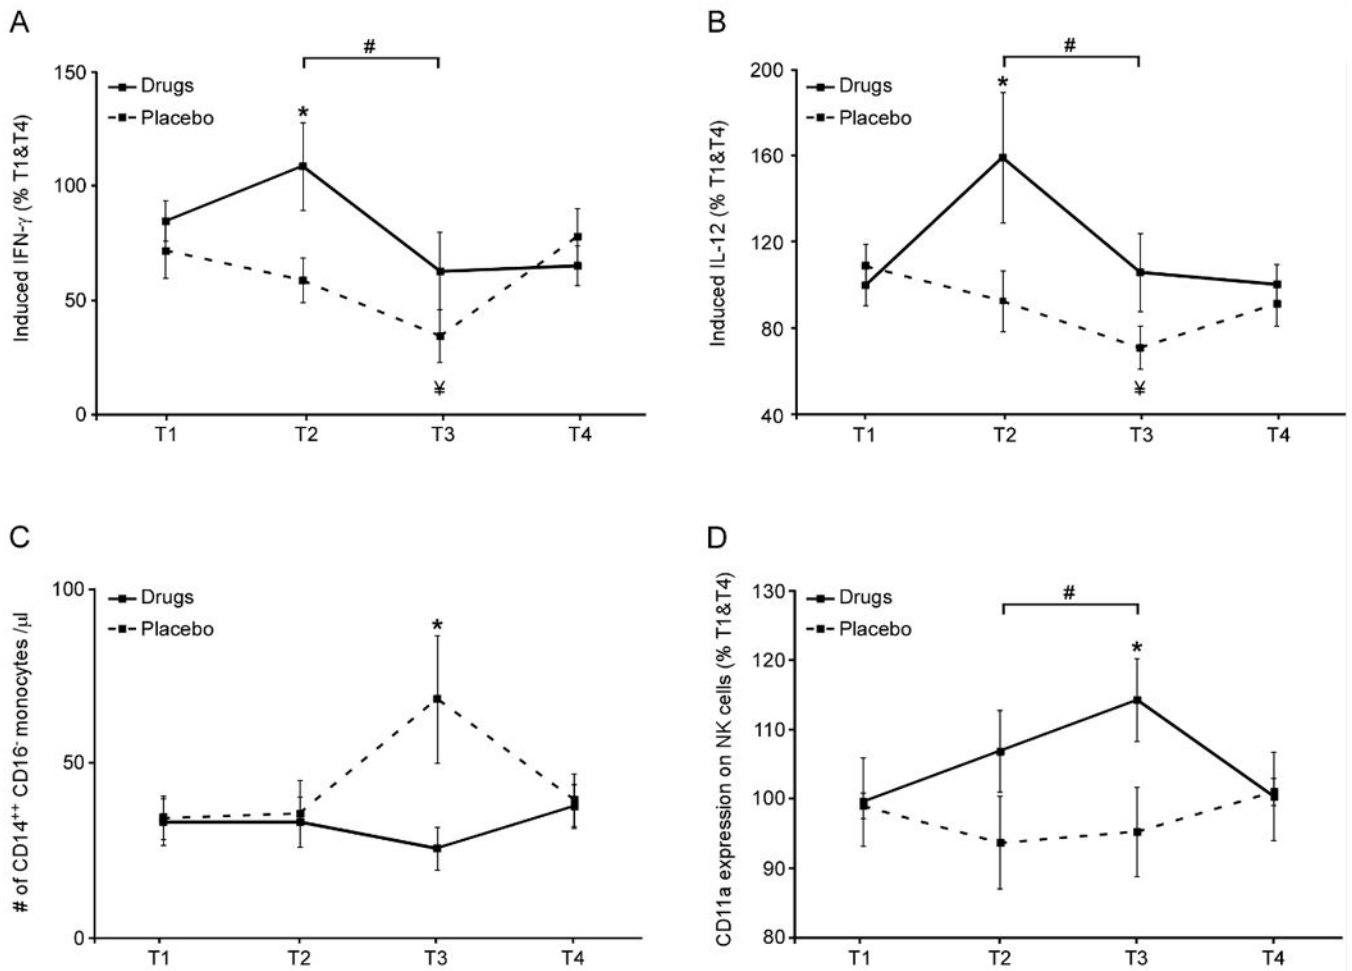 A
#
150
100
50
0
Induced IFN-γ (% T1&T4)
Drugs
Placebo
*
¥
T1 T2 T3 T4
B
#
200
160
120
80
40
Induced IL-12 (% T1&T4)
Drugs
Placebo
*
¥
T1 T2 T3 T4
C
100
50
0
# of CD14⁺⁺ CD16⁻ monocytes /µl
Drugs
Placebo
*
T1 T2 T3 T4
D
#
130
120
110
100
90
80
CD11a expression on NK cells (% T1&T4)
Drugs
Placebo
*
T1 T2 T3 T4